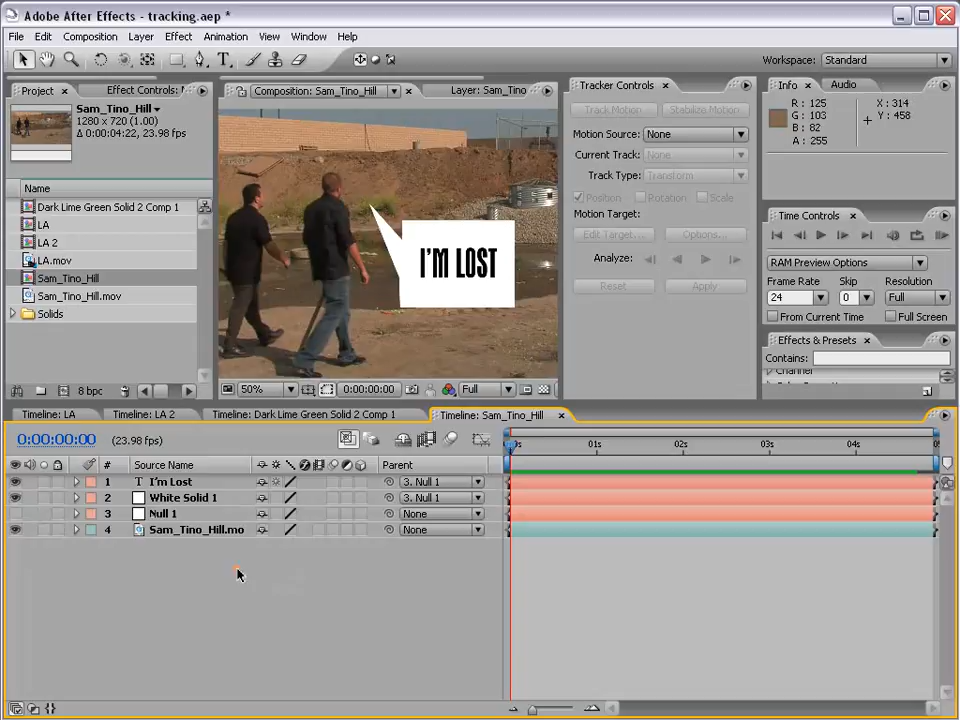 Adobe After Effects - tracking.aep *
File Edit Composition Layer Effect Animation View Window Help
Workspace: Standard
Project Effect Controls:
Composition: Sam_Tino_Hill Layer: Sam_Tino
Tracker Controls
Info Audio
Sam_Tino_Hill
1280 x 720 (1.00)
Δ 0:00:04:22, 23.98 fps
Name
Dark Lime Green Solid 2 Comp 1
LA
LA 2
LA.mov
Sam_Tino_Hill
Sam_Tino_Hill.mov
Solids
8 bpc
I'M LOST
50% 0:00:00:00 Full
Track Motion Stabilize Motion
Motion Source: None
Current Track: None
Track Type: Transform
Position Rotation Scale
Motion Target:
Edit Target... Options...
Analyze:
Reset Apply
R: 125
G: 103
B: 82
A: 255
X: 314
Y: 458
Time Controls
RAM Preview Options
Frame Rate Skip Resolution
24 0 Full
From Current Time Full Screen
Effects & Presets
Contains:
Channel
Timeline: LA Timeline: LA 2 Timeline: Dark Lime Green Solid 2 Comp 1 Timeline: Sam_Tino_Hill
0:00:00:00 (23.98 fps)
01s 02s 03s 04s
# Source Name Parent
1 T I'm Lost 3. Null 1
2 White Solid 1 3. Null 1
3 Null 1 None
4 Sam_Tino_Hill.mo None